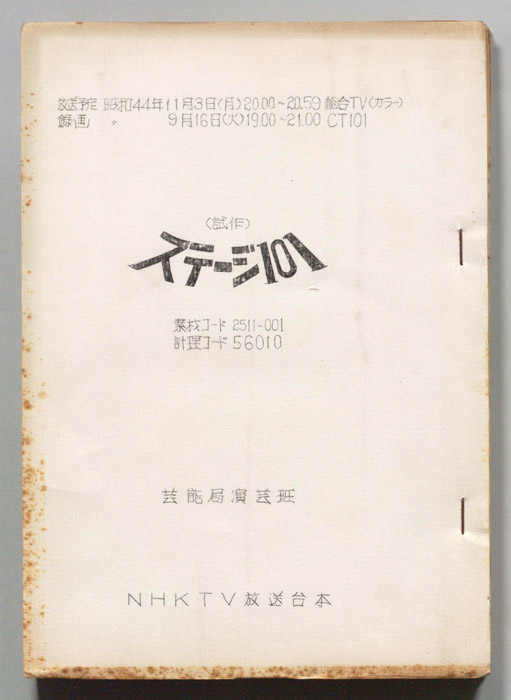 放送予定 昭和44年11月3日(月)20.00~20.59 総合TV(カラー)
録画 〃 9月16日(火)19.00~21.00 CT101
(試作)
ステージ101
素材コード 2511-001
計理コード 56010
芸能局演芸班
NHKTV放送台本